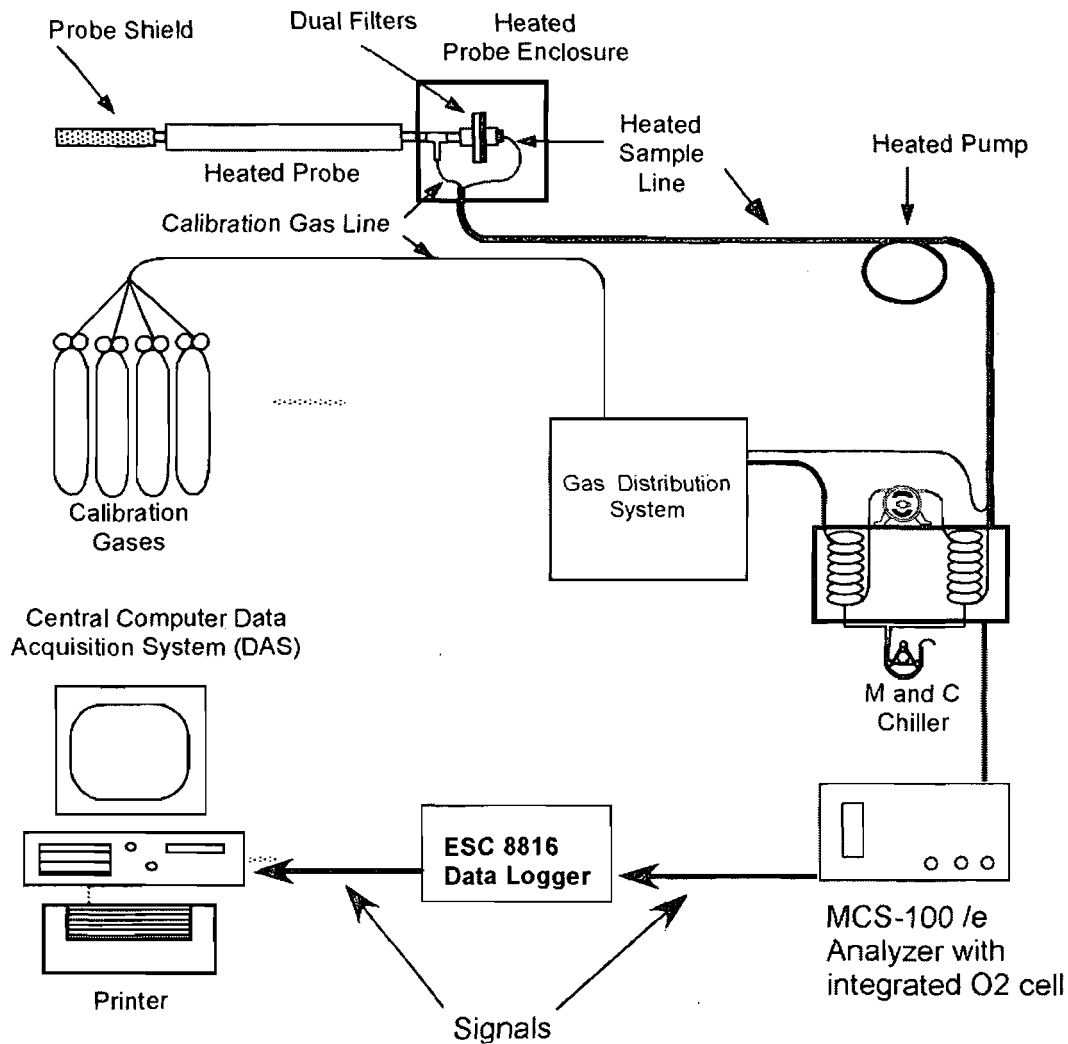 Probe Shield
Dual Filters
Heated
Probe Enclosure
Heated
Sample
Line
Heated Pump
Heated Probe
Calibration Gas Line
Gas Distribution
System
Calibration
Gases
Central Computer Data
Acquisition System (DAS)
M and C
Chiller
ESC 8816
Data Logger
MCS-100 /e
Analyzer with
integrated O2 cell
Printer
Signals